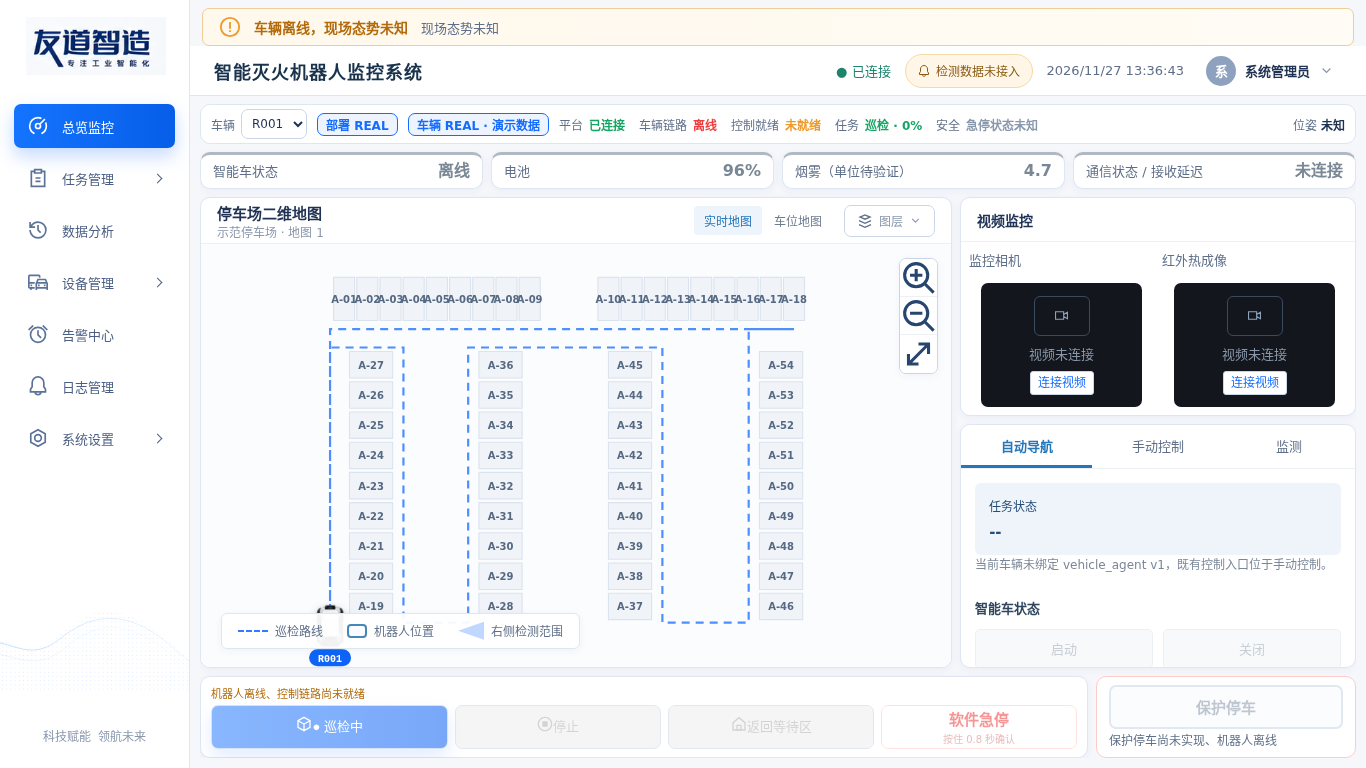 友道智造
专注工业智能化
总览监控
任务管理
数据分析
设备管理
告警中心
日志管理
系统设置
科技赋能 领航未来
车辆离线，现场态势未知 现场态势未知
智能灭火机器人监控系统
已连接
检测数据未接入
2026/11/27 13:36:43
系 系统管理员
车辆 R001 部署 REAL 车辆 REAL · 演示数据 平台 已连接 车辆链路 离线 控制就绪 未就绪 任务 巡检 · 0% 安全 急停状态未知 位姿 未知
智能车状态 离线
电池 96%
烟雾（单位待验证） 4.7
通信状态 / 接收延迟 未连接
停车场二维地图
示范停车场 · 地图 1
实时地图 车位地图 图层
A-01 A-02 A-03 A-04 A-05 A-06 A-07 A-08 A-09 A-10 A-11 A-12 A-13 A-14 A-15 A-16 A-17 A-18
A-27 A-36 A-45 A-54
A-26 A-35 A-44 A-53
A-25 A-34 A-43 A-52
A-24 A-33 A-42 A-51
A-23 A-32 A-41 A-50
A-22 A-31 A-40 A-49
A-21 A-30 A-39 A-48
A-20 A-29 A-38 A-47
A-19 A-28 A-37 A-46
巡检路线 机器人位置 右侧检测范围
R001
视频监控
监控相机 红外热成像
视频未连接 视频未连接
连接视频 连接视频
自动导航 手动控制 监测
任务状态
--
当前车辆未绑定 vehicle_agent v1，既有控制入口位于手动控制。
智能车状态
启动 关闭
机器人离线、控制链路尚未就绪
巡检中 停止 返回等待区
软件急停
按住 0.8 秒确认
保护停车
保护停车尚未实现、机器人离线